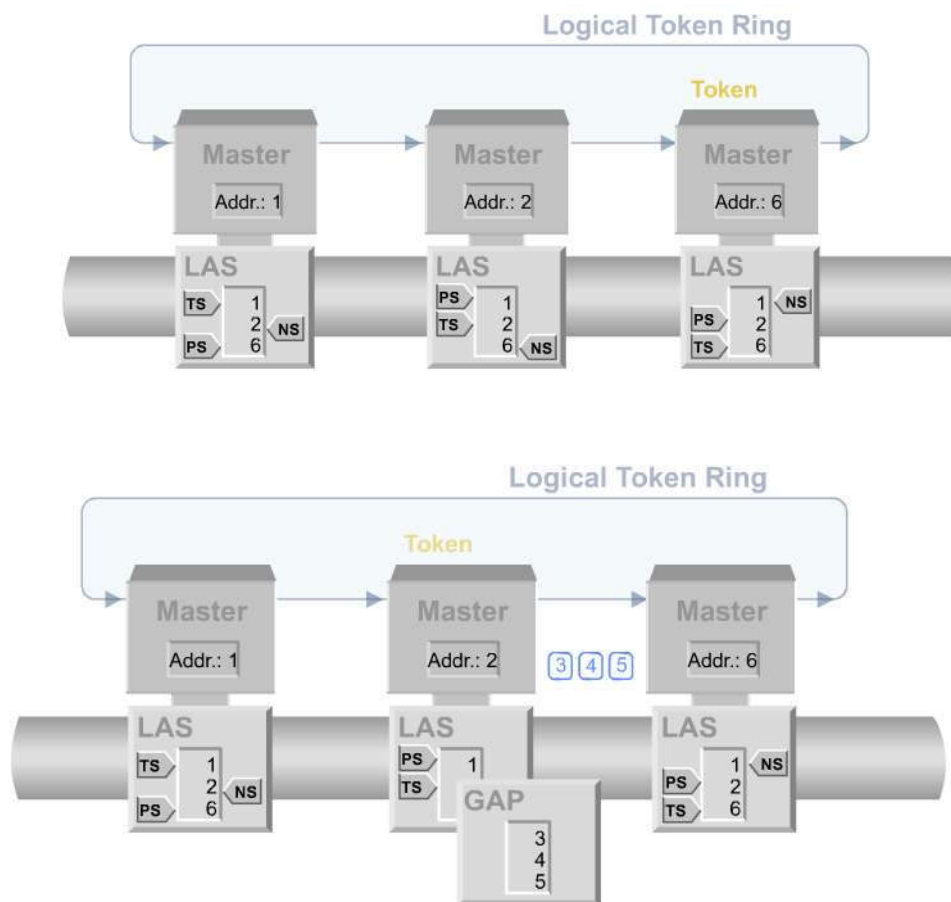 Logical Token Ring
Token
Master Master Master
Addr.: 1 Addr.: 2 Addr.: 6
LAS LAS LAS
TS 1 PS 1 1 NS
2 NS TS 2 PS 2
PS 6 6 NS TS 6
Logical Token Ring
Token
Master Master Master
Addr.: 1 Addr.: 2 3 4 5 Addr.: 6
LAS LAS LAS
TS 1 PS 1 1 NS
2 NS TS PS 2
PS 6 TS 6
GAP
3
4
5